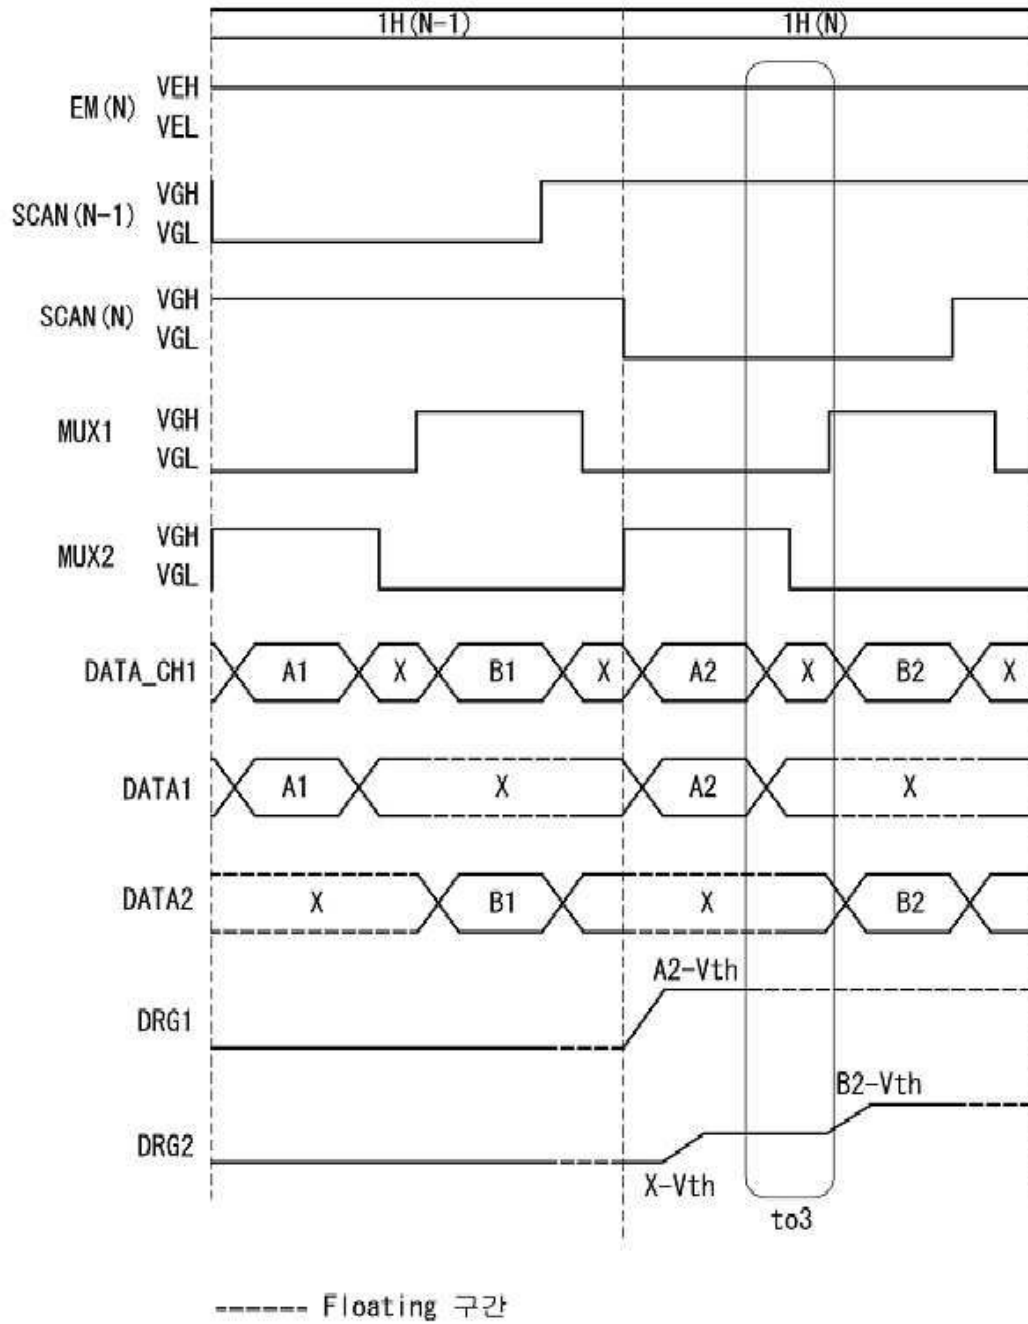 1H(N-1) 1H(N)
EM(N) VEH
VEL
SCAN(N-1) VGH
VGL
SCAN(N) VGH
VGL
MUX1 VGH
VGL
MUX2 VGH
VGL
DATA_CH1 A1 X B1 X A2 X B2 X
DATA1 A1 X A2 X
DATA2 X B1 X B2
A2-Vth
DRG1
B2-Vth
DRG2
X-Vth
to3
Floating 구간